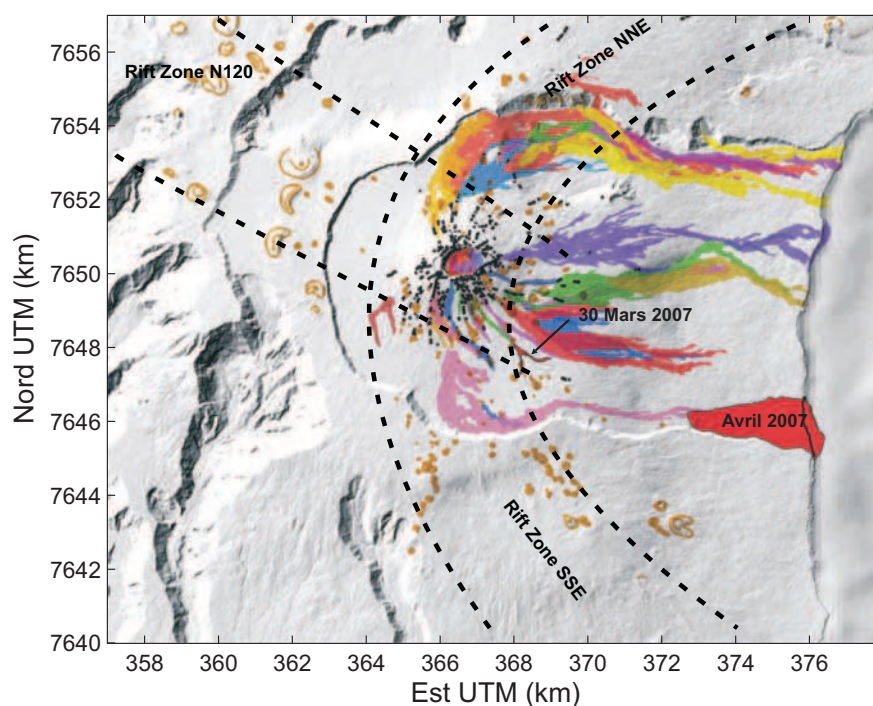 Rift Zone N120
Rift Zone NNE
30 Mars 2007
Avril 2007
Rift Zone SSE
Nord UTM (km)
7656
7654
7652
7650
7648
7646
7644
7642
7640
358 360 362 364 366 368 370 372 374 376
Est UTM (km)